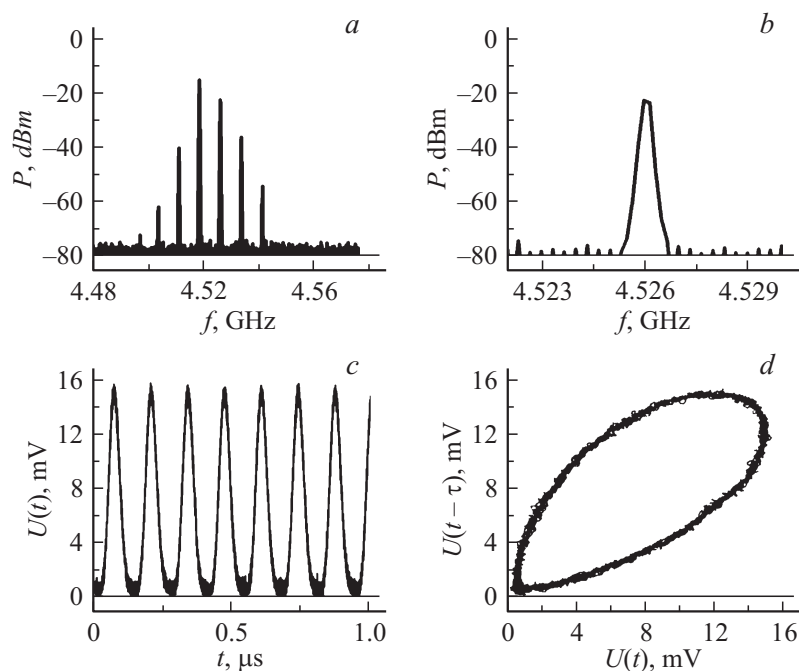 a
0
−20
−40
−60
−80
P, dBm
4.48
4.52
4.56
f, GHz
b
0
−20
−40
−60
−80
P, dBm
4.523
4.526
4.529
f, GHz
c
16
12
8
4
0
U(t), mV
0
0.5
1.0
t, μs
d
16
12
8
4
0
U(t − τ), mV
0
4
8
12
16
U(t), mV